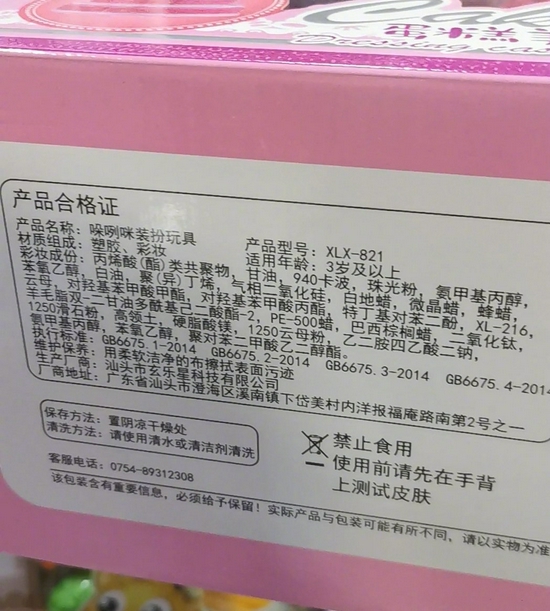 产品合格证
产品名称：哚咧咪装扮玩具
产品型号：XLX-821
材质组成：塑胶、彩妆
适用年龄：3岁及以上
彩妆成份：丙烯酸(酯)类共聚物，甘油，940卡波，珠光粉，氨甲基丙醇，
苯氧乙醇，白油，聚(异)丁烯，气相二氧化硅，白地蜡，微晶蜡，蜂蜡，
云母，对羟基苯甲酸甲酯，对羟基苯甲酸丙酯，特丁基对苯二酚，XL-216，
羊毛脂双-二甘油多酰基己二酸酯-2，PE-500蜡，巴西棕榈蜡，二氧化钛，
1250滑石粉，高领土，硬脂酸镁，1250云母粉，乙二胺四乙酸二钠，
氨甲基丙醇，苯氧乙醇，聚对苯二甲酸乙二醇酯。
执行标准：GB6675.1-2014 GB6675.2-2014 GB6675.3-2014 GB6675.4-2014
维护保养：用柔软洁净的布擦拭表面污迹
生产厂商：汕头市玄乐星科技有限公司
厂商地址：广东省汕头市澄海区溪南镇下岱美村内洋报福庵路南第2号之一
保存方法：置阴凉干燥处
清洗方法：请使用清水或清洁剂清洗
禁止食用
使用前请先在手背
上测试皮肤
客服电话：0754-89312308
该包装含有重要信息，必须给予保留！实际产品与包装可能有所不同，请以实物为准